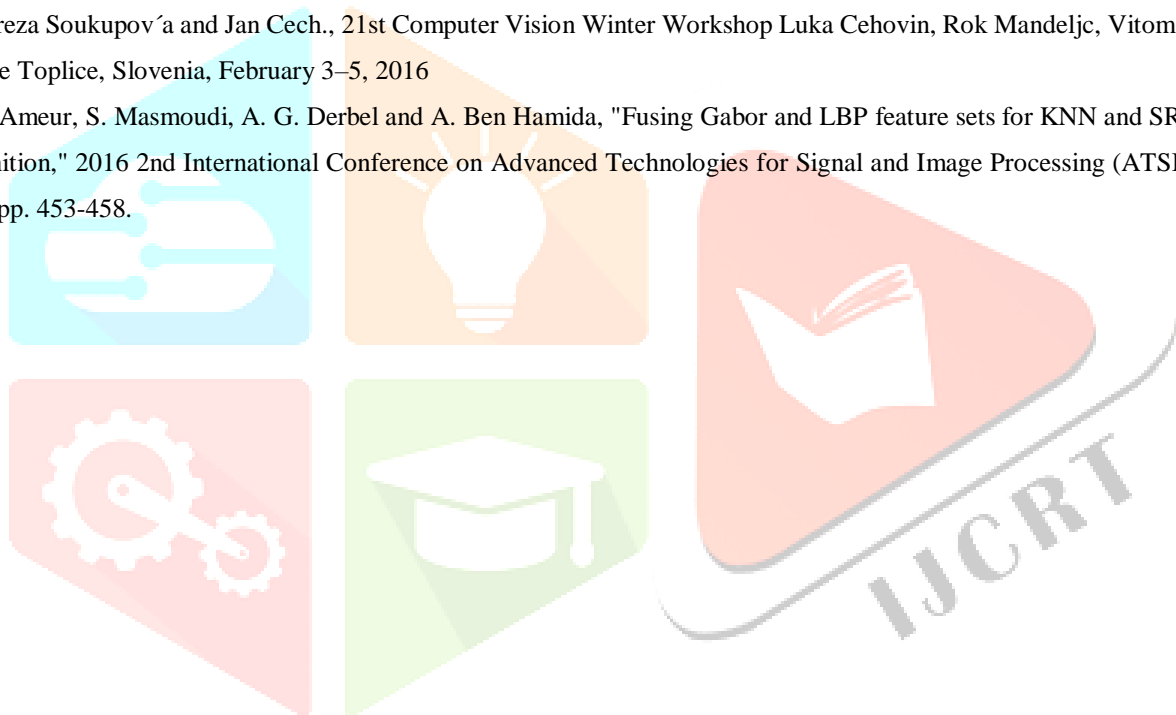 reza Soukupov´a and Jan Cech., 21st Computer Vision Winter Workshop Luka Cehovin, Rok Mandeljc, Vitom
e Toplice, Slovenia, February 3–5, 2016
Ameur, S. Masmoudi, A. G. Derbel and A. Ben Hamida, "Fusing Gabor and LBP feature sets for KNN and SR
nition," 2016 2nd International Conference on Advanced Technologies for Signal and Image Processing (ATSI
pp. 453-458.
IJCRT